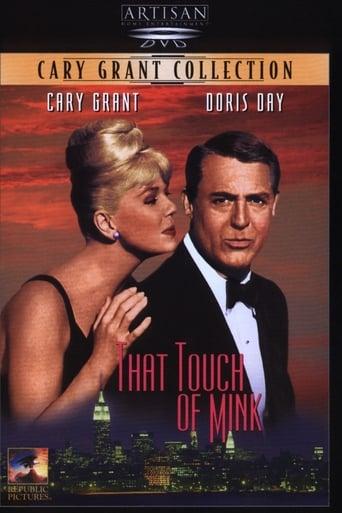 ARTISAN
HOME ENTERTAINMENT
DVD
CARY GRANT COLLECTION
CARY GRANT DORIS DAY
THAT TOUCH
OF MINK
REPUBLIC
PICTURES